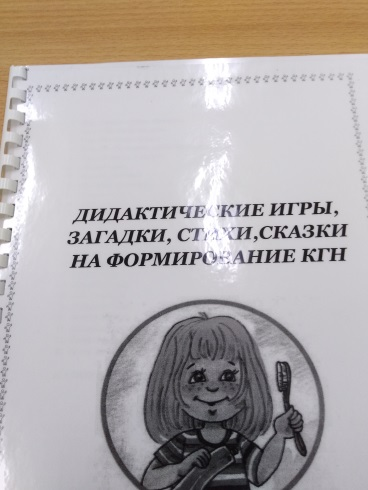 ДИДАКТИЧЕСКИЕ ИГРЫ,
ЗАГАДКИ, СТИХИ,СКАЗКИ
НА ФОРМИРОВАНИЕ КГН